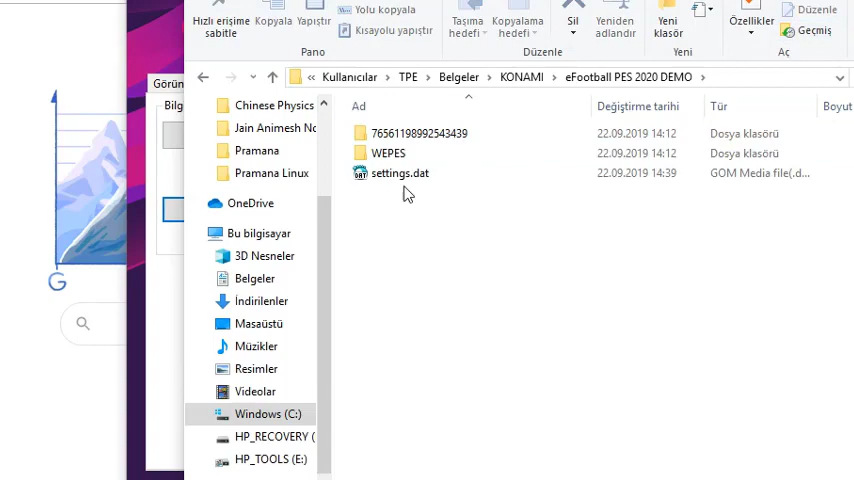 Hızlı erişime
sabitle
Kopyala
Yapıştır
Yolu kopyala
Kısayolu yapıştır
Pano
Taşıma
hedefi
Kopyalama
hedefi
Sil
Yeniden
adlandır
Düzenle
Yeni
klasör
Yeni
Özellikler
Düzenle
Geçmiş
Aç
« Kullanıcılar > TPE > Belgeler > KONAMI > eFootball PES 2020 DEMO >
Görün
Bilg
Chinese Physics
Jain Animesh No
Pramana
Pramana Linux
OneDrive
Bu bilgisayar
3D Nesneler
Belgeler
İndirilenler
Masaüstü
Müzikler
Resimler
Videolar
Windows (C:)
HP_RECOVERY (
HP_TOOLS (E:)
Ad Değiştirme tarihi Tür Boyut
76561198992543439 22.09.2019 14:12 Dosya klasörü
WEPES 22.09.2019 14:12 Dosya klasörü
settings.dat 22.09.2019 14:39 GOM Media file(.d...
G